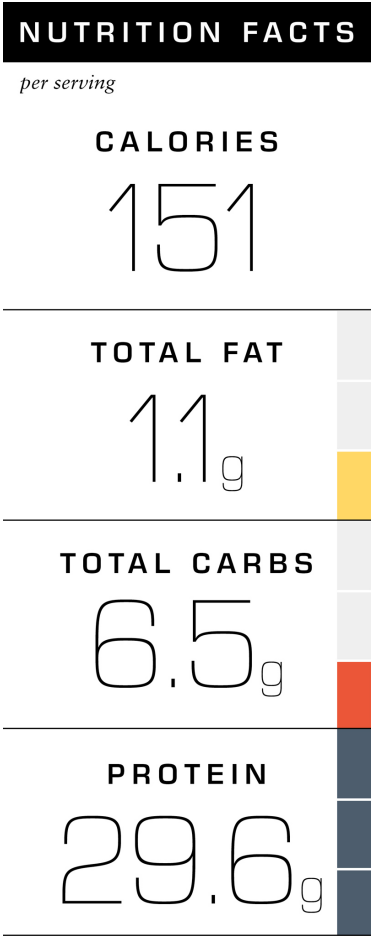 NUTRITION FACTS
per serving
CALORIES
151
TOTAL FAT
1.1g
TOTAL CARBS
6.5g
PROTEIN
29.6g